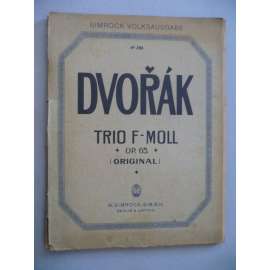 SIMROCK VOLKSAUSGABE
DVOŘÁK
TRIO F-MOLL
OP. 65
(ORIGINAL)
N. SIMROCK G.M.B.H.
BERLIN & LEIPZIG